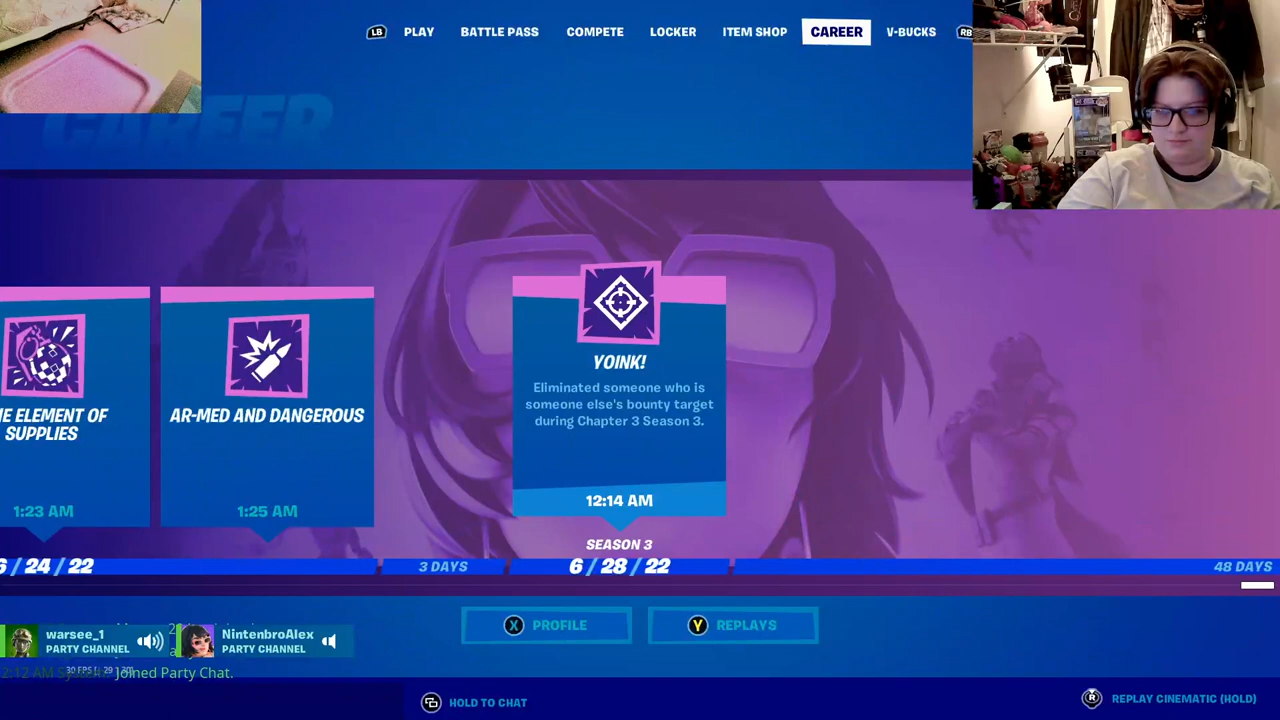 LB PLAY BATTLE PASS COMPETE LOCKER ITEM SHOP CAREER V-BUCKS RB
CAREER
ELEMENT OF
SUPPLIES
1:23 AM
AR-MED AND DANGEROUS
1:25 AM
YOINK!
Eliminated someone who is
someone else's bounty target
during Chapter 3 Season 3.
12:14 AM
SEASON 3
/ 24 / 22
3 DAYS
6 / 28 / 22
48 DAYS
X PROFILE
Y REPLAYS
warsee_1
PARTY CHANNEL
NintenbroAlex
PARTY CHANNEL
Joined Party Chat.
HOLD TO CHAT
R REPLAY CINEMATIC (HOLD)